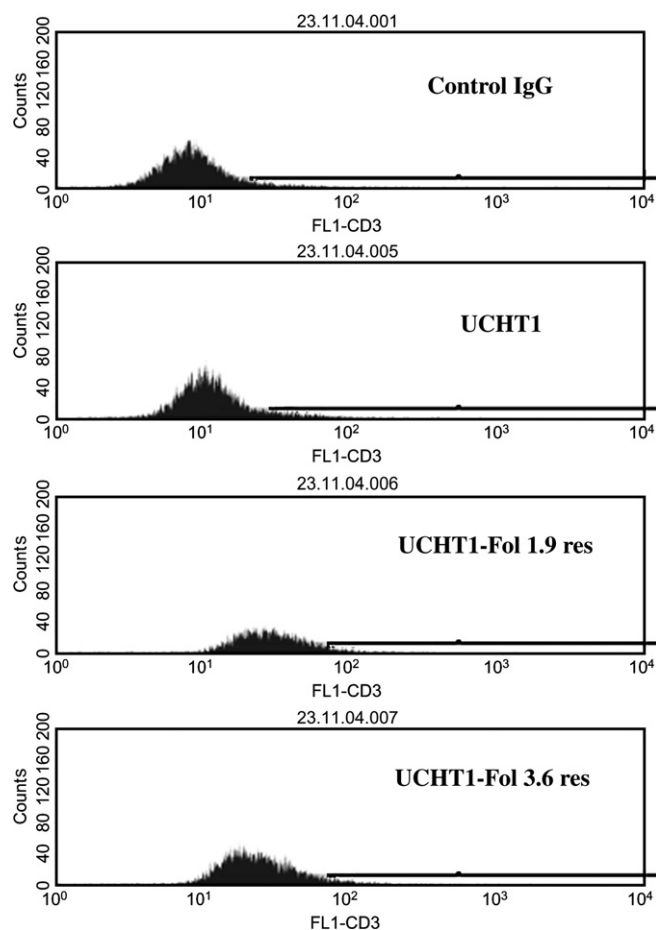 23.11.04.001
Counts
0 40 80 120 160 200
Control IgG
10⁰ 10¹ 10² 10³ 10⁴
FL1-CD3
23.11.04.005
Counts
0 40 80 120 160 200
UCHT1
10⁰ 10¹ 10² 10³ 10⁴
FL1-CD3
23.11.04.006
Counts
0 40 80 120 160 200
UCHT1-Fol 1.9 res
10⁰ 10¹ 10² 10³ 10⁴
FL1-CD3
23.11.04.007
Counts
0 40 80 120 160 200
UCHT1-Fol 3.6 res
10⁰ 10¹ 10² 10³ 10⁴
FL1-CD3